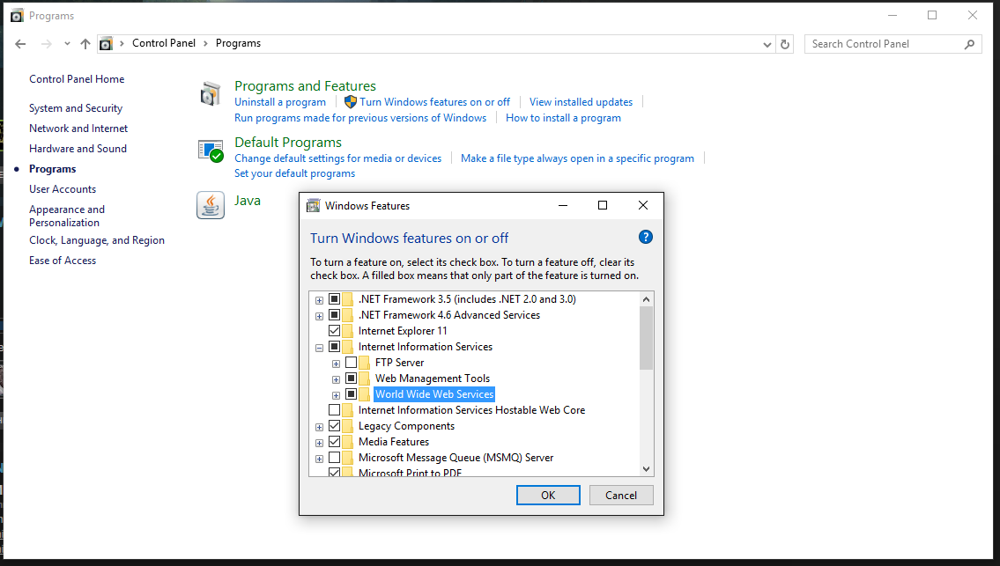 Programs
Control Panel
Programs
Search Control Panel
Control Panel Home
System and Security
Network and Internet
Hardware and Sound
Programs
User Accounts
Appearance and
Personalization
Clock, Language, and Region
Ease of Access
Programs and Features
Uninstall a program
Turn Windows features on or off
View installed updates
Run programs made for previous versions of Windows
How to install a program
Default Programs
Change default settings for media or devices
Make a file type always open in a specific program
Set your default programs
Java
Windows Features
Turn Windows features on or off
?
To turn a feature on, select its check box. To turn a feature off, clear its
check box. A filled box means that only part of the feature is turned on.
.NET Framework 3.5 (includes .NET 2.0 and 3.0)
.NET Framework 4.6 Advanced Services
Internet Explorer 11
Internet Information Services
FTP Server
Web Management Tools
World Wide Web Services
Internet Information Services Hostable Web Core
Legacy Components
Media Features
Microsoft Message Queue (MSMQ) Server
Microsoft Print to PDF
OK
Cancel